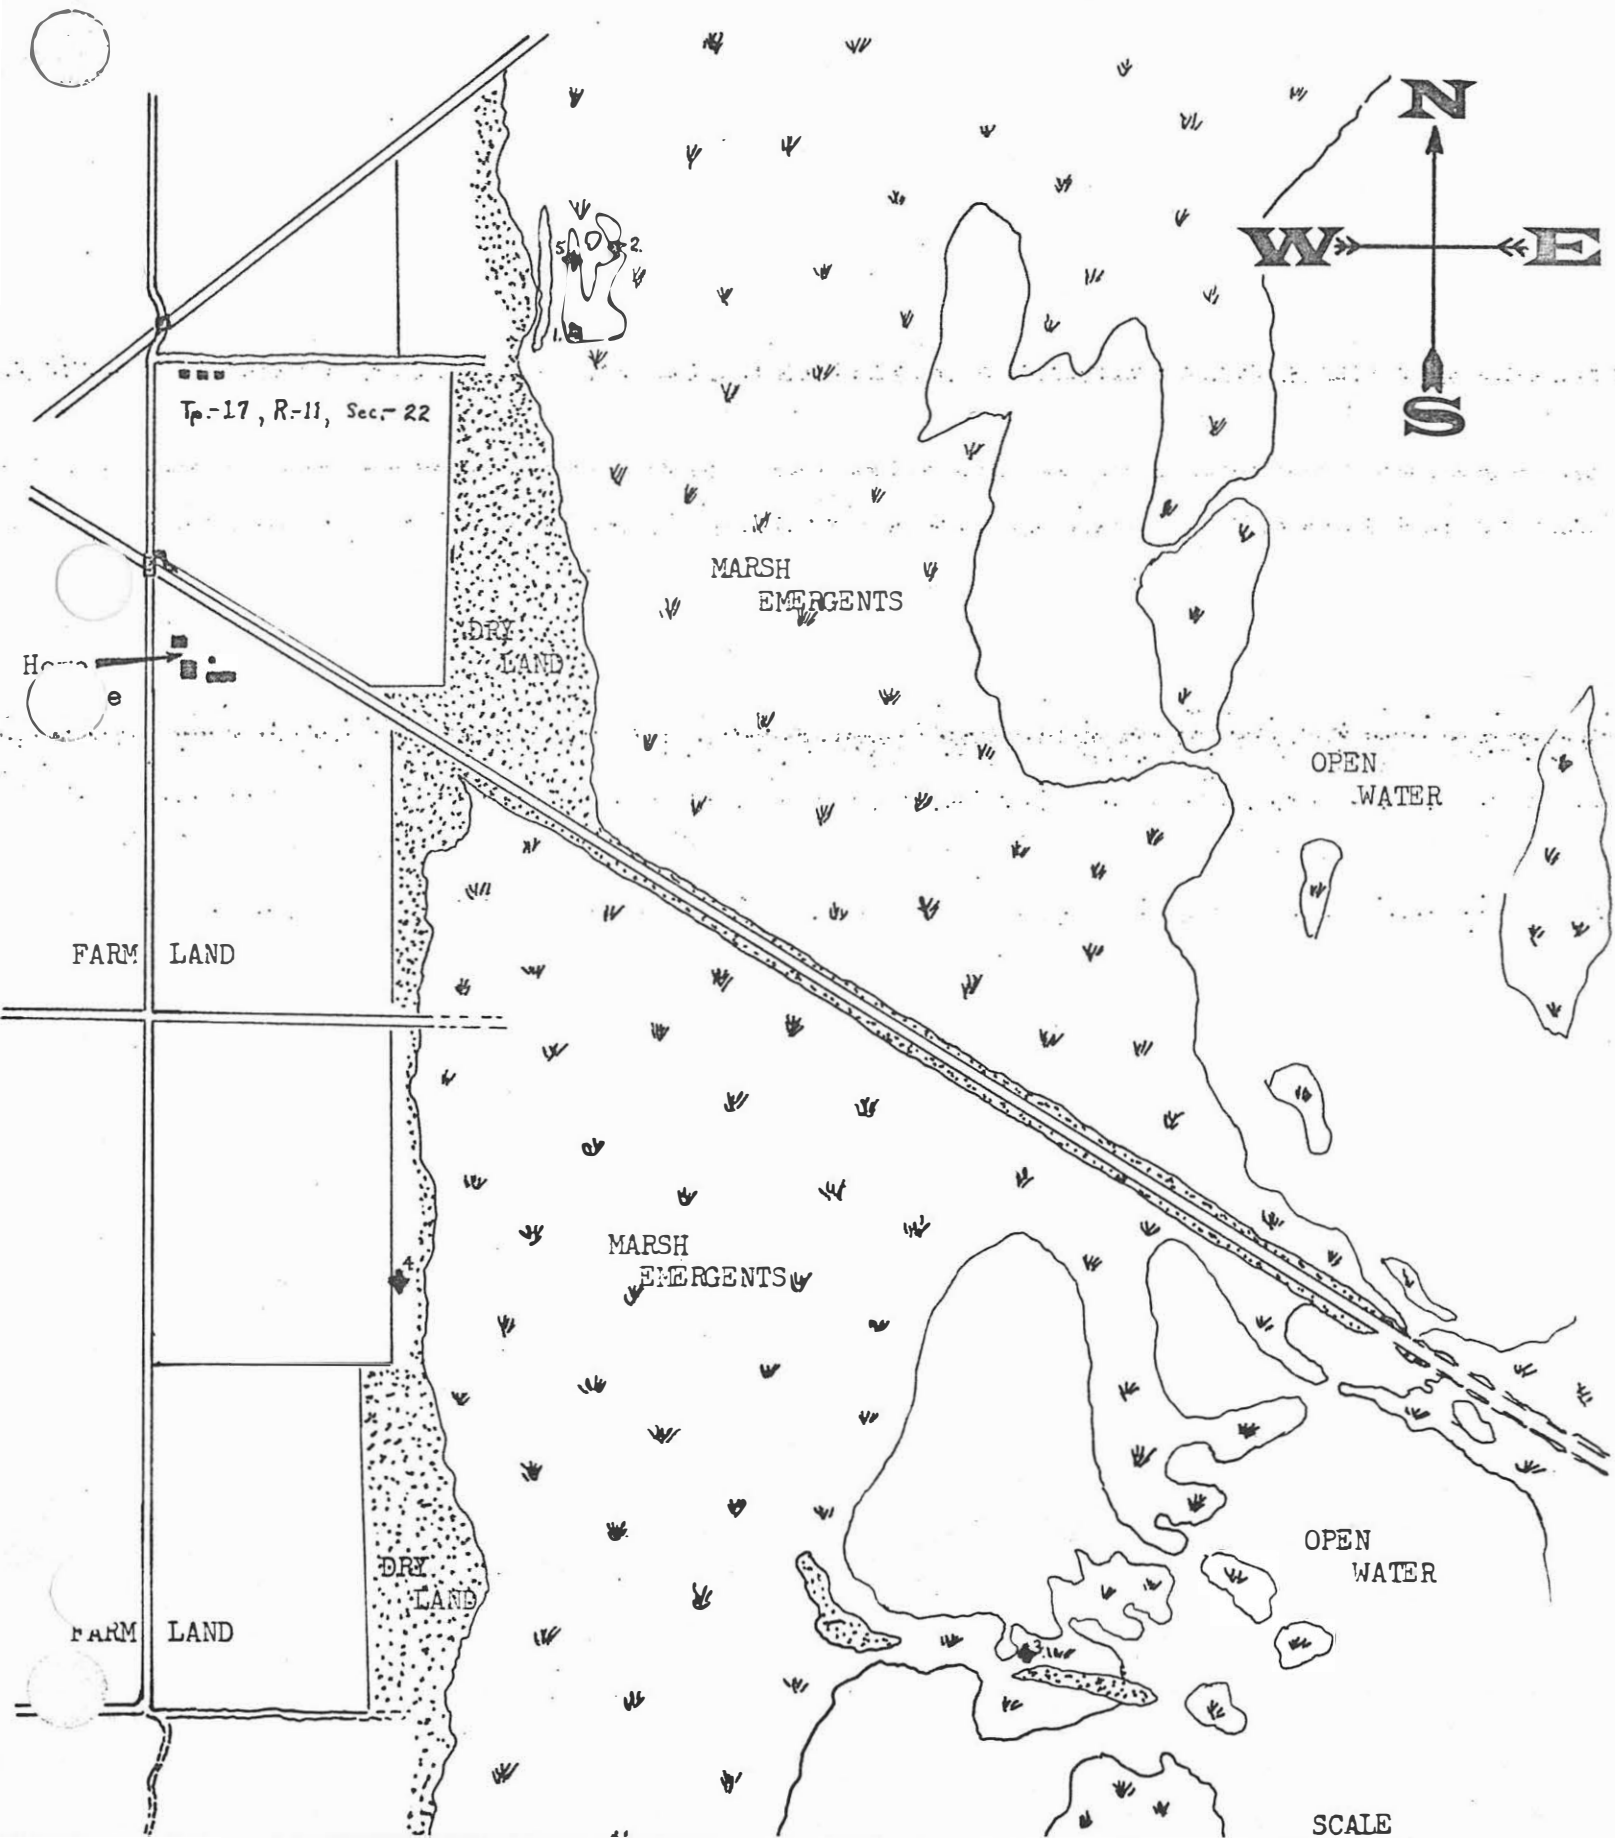 N
W E
S
5. 2.
1.
Tp.-17, R-11, Sec.-22
MARSH
EMERGENTS
DRY
LAND
e
OPEN
WATER
FARM LAND
MARSH
EMERGENTS
4
OPEN
WATER
DRY
LAND
FARM LAND
3.
SCALE